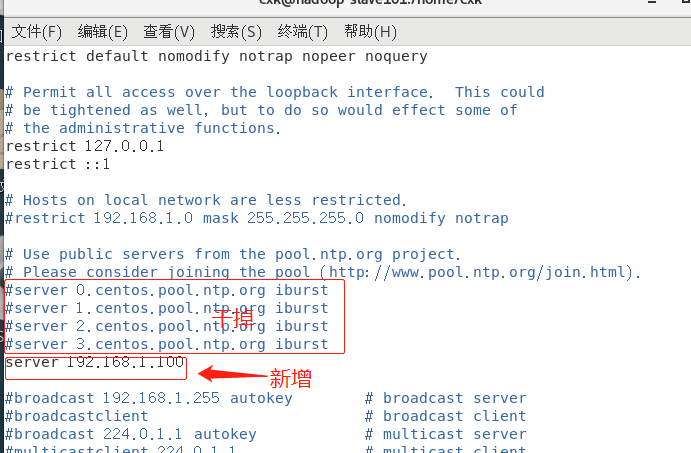 cxk@hadoop-slave101:/home/cxk
文件(F) 编辑(E) 查看(V) 搜索(S) 终端(T) 帮助(H)
restrict default nomodify notrap nopeer noquery
# Permit all access over the loopback interface.  This could
# be tightened as well, but to do so would effect some of
# the administrative functions.
restrict 127.0.0.1
restrict ::1
# Hosts on local network are less restricted.
#restrict 192.168.1.0 mask 255.255.255.0 nomodify notrap
# Use public servers from the pool.ntp.org project.
# Please consider joining the pool (http://www.pool.ntp.org/join.html).
#server 0.centos.pool.ntp.org iburst
#server 1.centos.pool.ntp.org iburst
干掉
#server 2.centos.pool.ntp.org iburst
#server 3.centos.pool.ntp.org iburst
server 192.168.1.100
新增
#broadcast 192.168.1.255 autokey        # broadcast server
#broadcastclient                        # broadcast client
#broadcast 224.0.1.1 autokey            # multicast server
#multicastclient 224.0.1.1              # multicast client